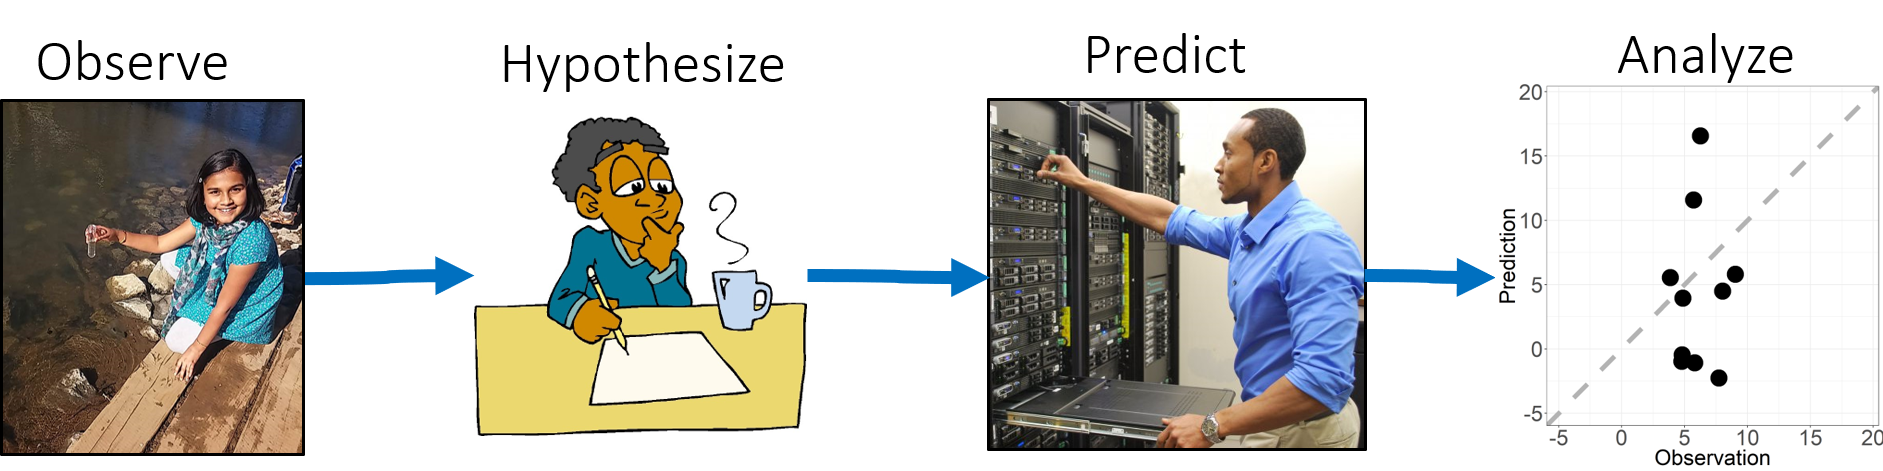 Observe
Hypothesize
Predict
Analyze
20
15
10
5
0
-5
Prediction
-5 0 5 10 15 20
Observation